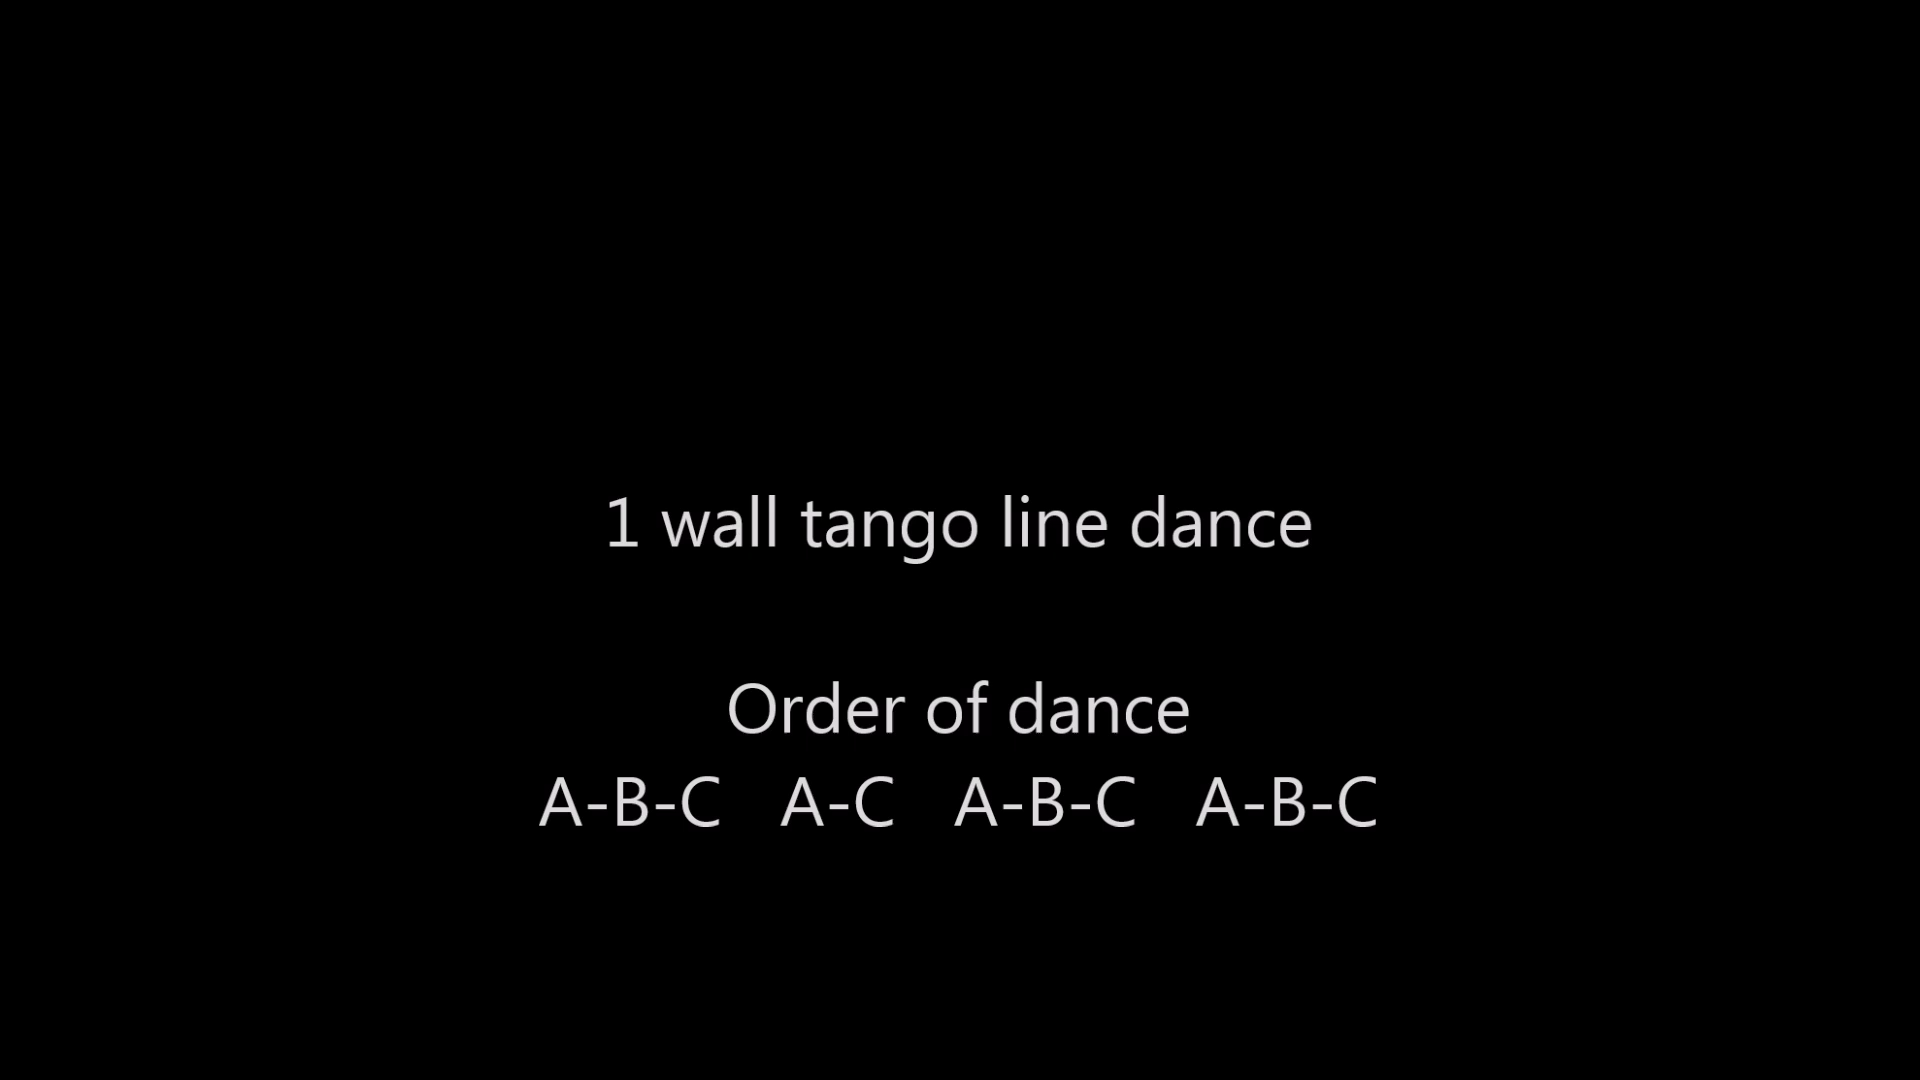 1 wall tango line dance
Order of dance
A-B-C A-C A-B-C A-B-C